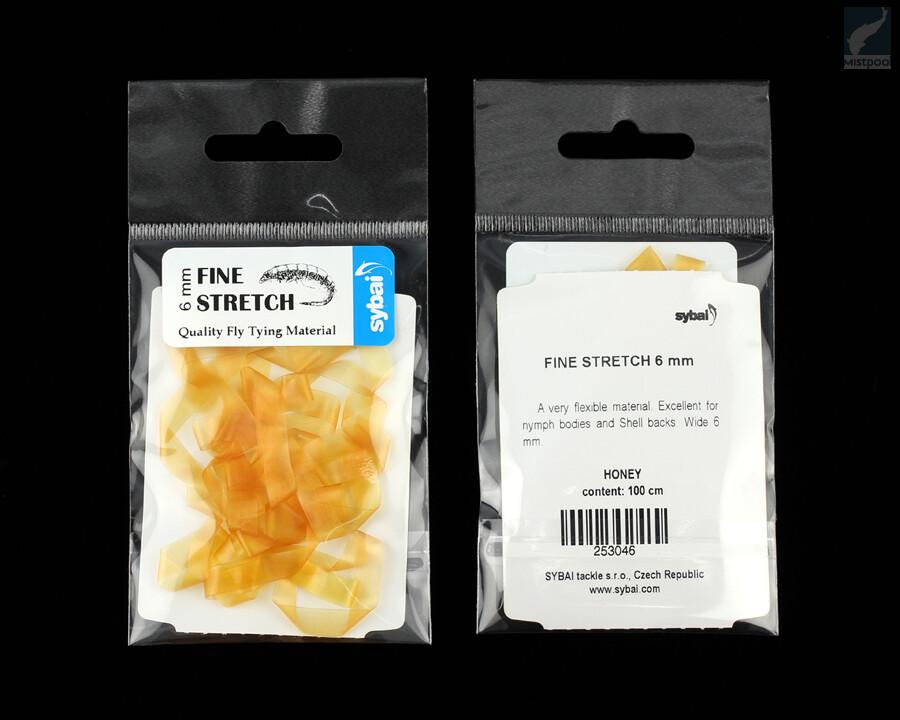 Mistpool
6 mm
FINE
STRETCH
Quality Fly Tying Material
sybai
sybai
FINE STRETCH 6 mm
A very flexible material. Excellent for
nymph bodies and Shell backs. Wide 6
mm.
HONEY
content: 100 cm
253046
SYBAI tackle s.r.o., Czech Republic
www.sybai.com